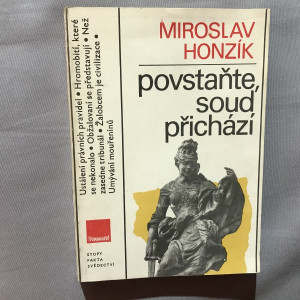 MIROSLAV
HONZÍK
povstaňte,
soud
přichází
Ustálení právních pravidel • Hromobití, které
se nekonalo • Obžalovaní se představují • Než
zasedne tribunál • Žalobcem je civilizace •
Umývání mouřenínů
STOPY
FAKTA
SVĚDECTVÍ